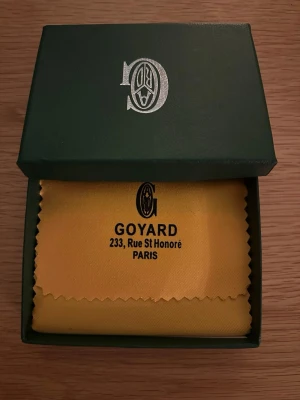 GOYARD
233, Rue St Honoré
PARIS